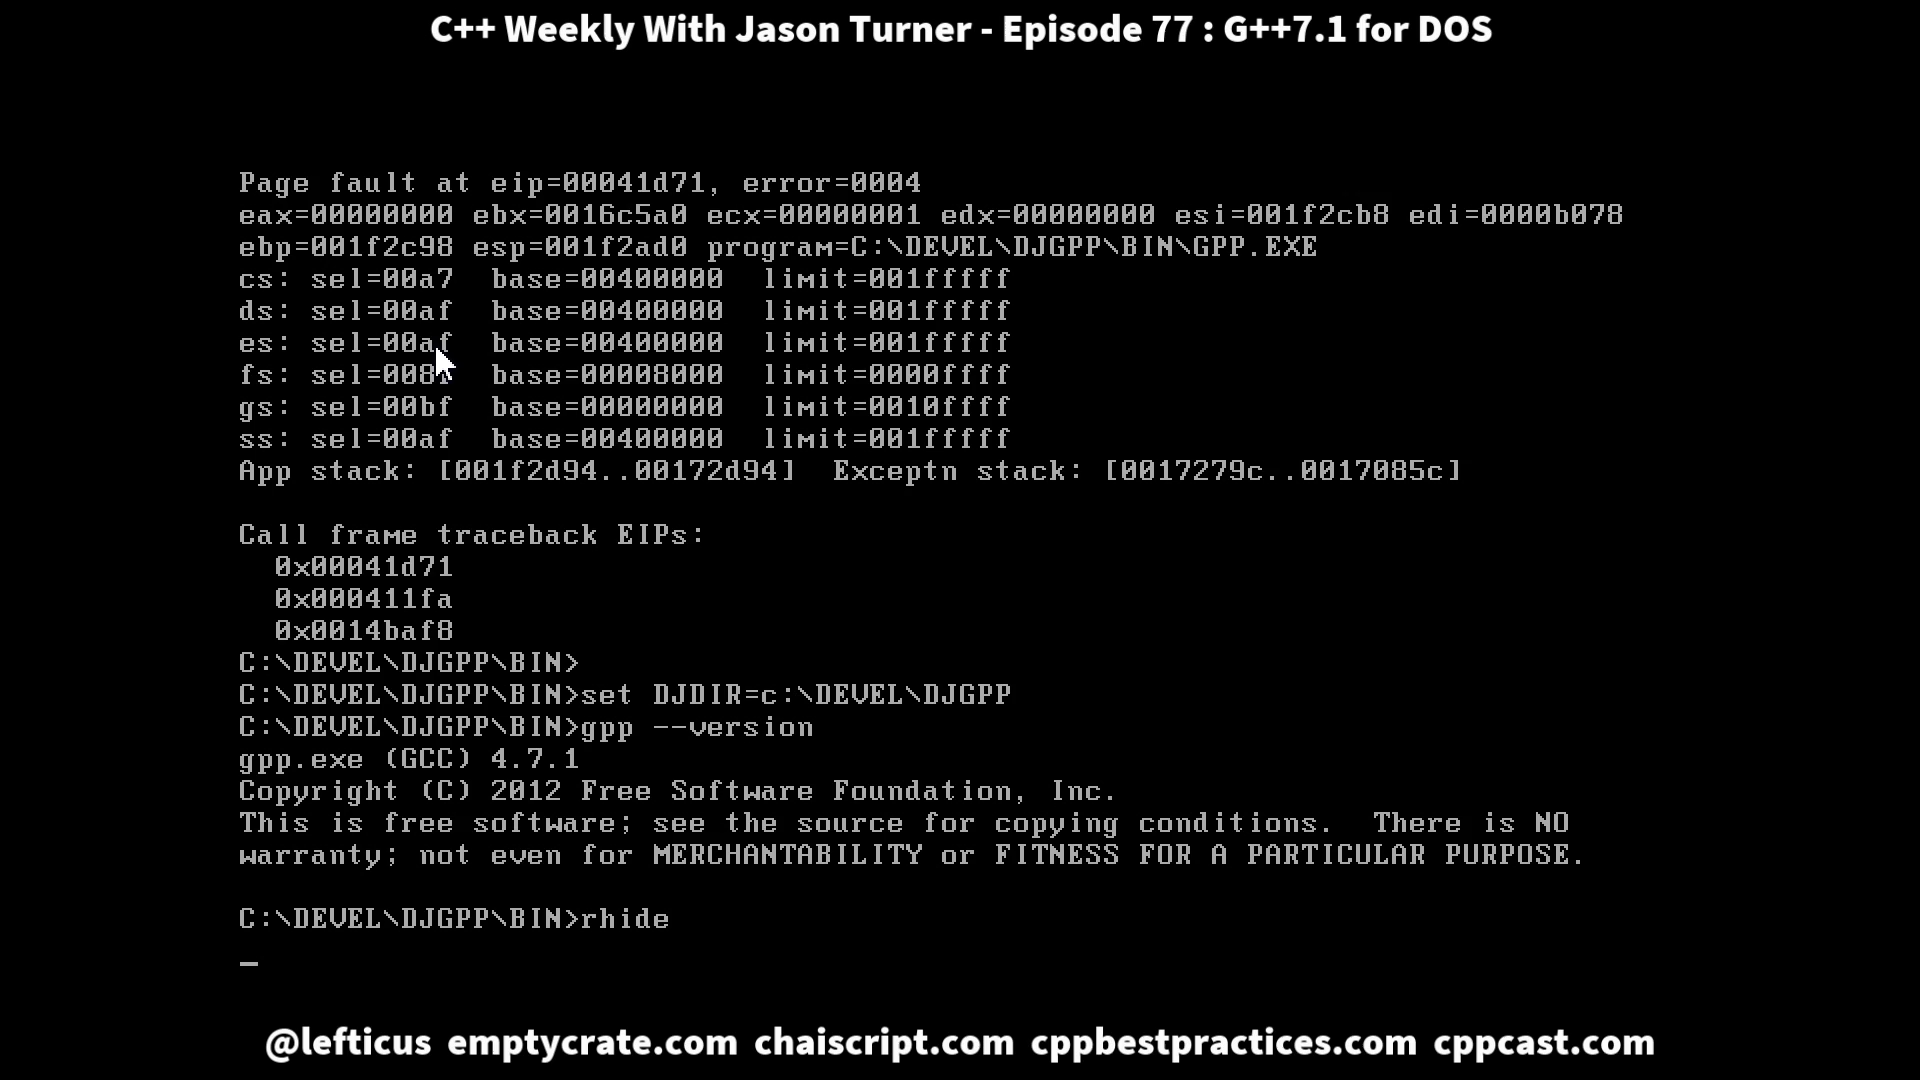 C++ Weekly With Jason Turner - Episode 77 : G++7.1 for DOS
Page fault at eip=00041d71, error=0004
eax=00000000 ebx=0016c5a0 ecx=00000001 edx=00000000 esi=001f2cb8 edi=0000b078
ebp=001f2c98 esp=001f2ad0 program=C:\DEVEL\DJGPP\BIN\GPP.EXE
cs: sel=00a7  base=00400000  limit=001fffff
ds: sel=00af  base=00400000  limit=001fffff
es: sel=00af  base=00400000  limit=001fffff
fs:  base=00008000  limit=0000ffff
gs: sel=00bf  base=00000000  limit=0010ffff
ss: sel=00af  base=00400000  limit=001fffff
App stack: [001f2d94..00172d94]  Exceptn stack: [0017279c..0017085c]
Call frame traceback EIPs:
0x00041d71
0x000411fa
0x0014baf8
C:\DEVEL\DJGPP\BIN>
C:\DEVEL\DJGPP\BIN>set DJDIR=c:\DEVEL\DJGPP
C:\DEVEL\DJGPP\BIN>gpp --version
gpp.exe (GCC) 4.7.1
Copyright (C) 2012 Free Software Foundation, Inc.
This is free software; see the source for copying conditions.  There is NO
warranty; not even for MERCHANTABILITY or FITNESS FOR A PARTICULAR PURPOSE.
C:\DEVEL\DJGPP\BIN>rhide
_
@lefticus emptycrate.com chaiscript.com cppbestpractices.com cppcast.com